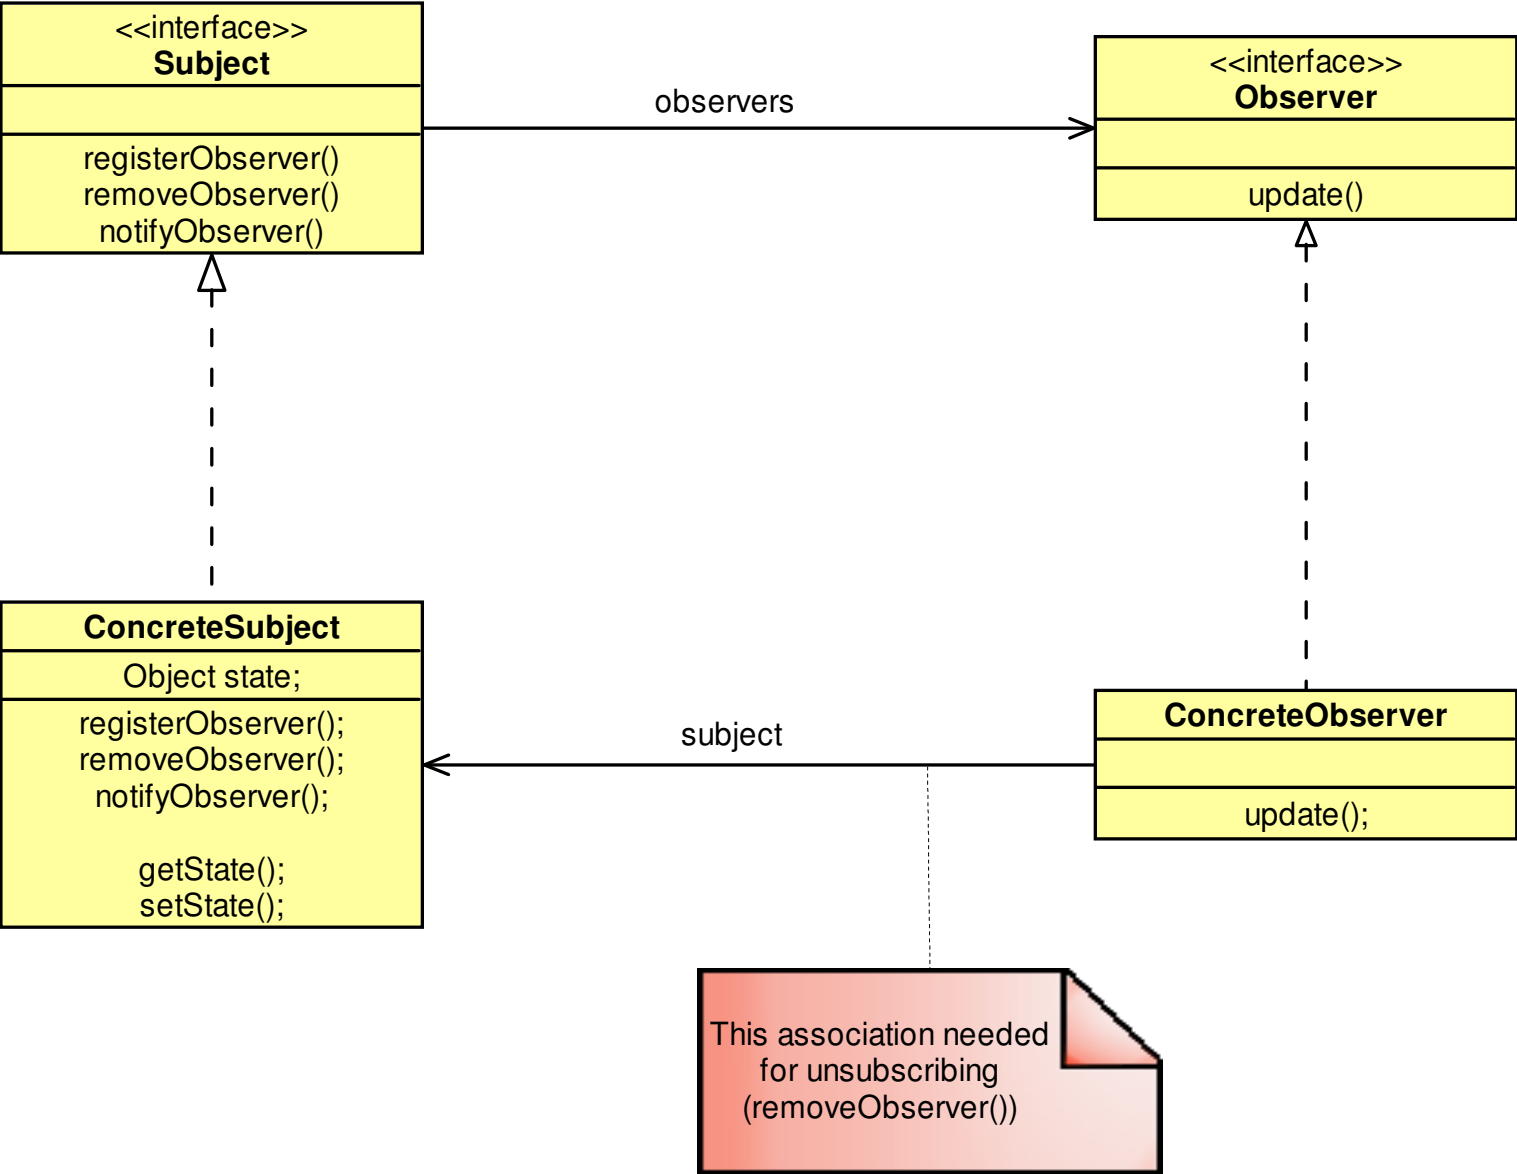 <<interface>>
Subject
registerObserver()
removeObserver()
notifyObserver()
observers
<<interface>>
Observer
update()
ConcreteSubject
Object state;
registerObserver();
removeObserver();
notifyObserver();
getState();
setState();
subject
ConcreteObserver
update();
This association needed
for unsubscribing
(removeObserver())